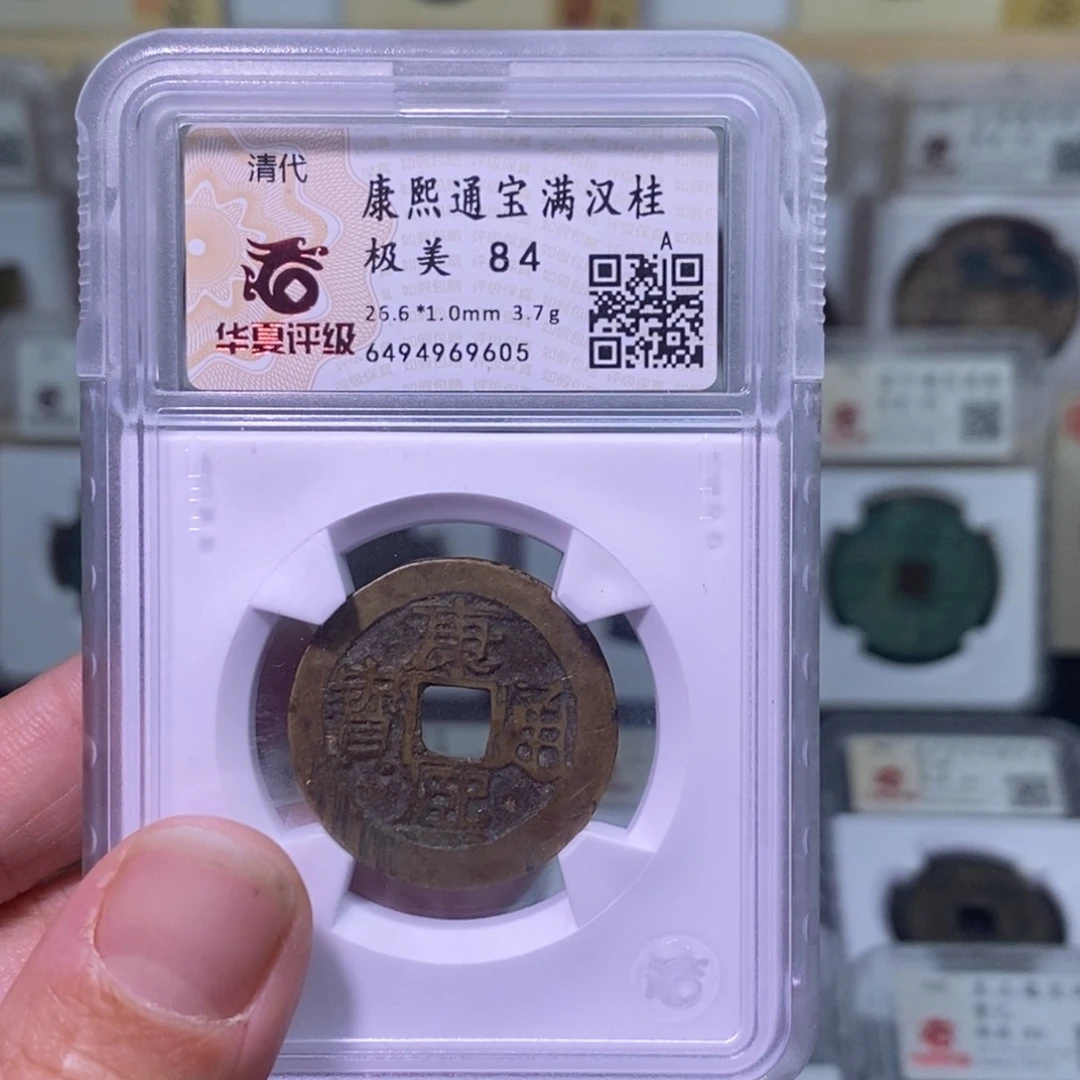 清代
康熙通宝满汉桂
A
极美 84
26.6*1.0mm 3.7g
6494969605
华夏评级
康熙通寳